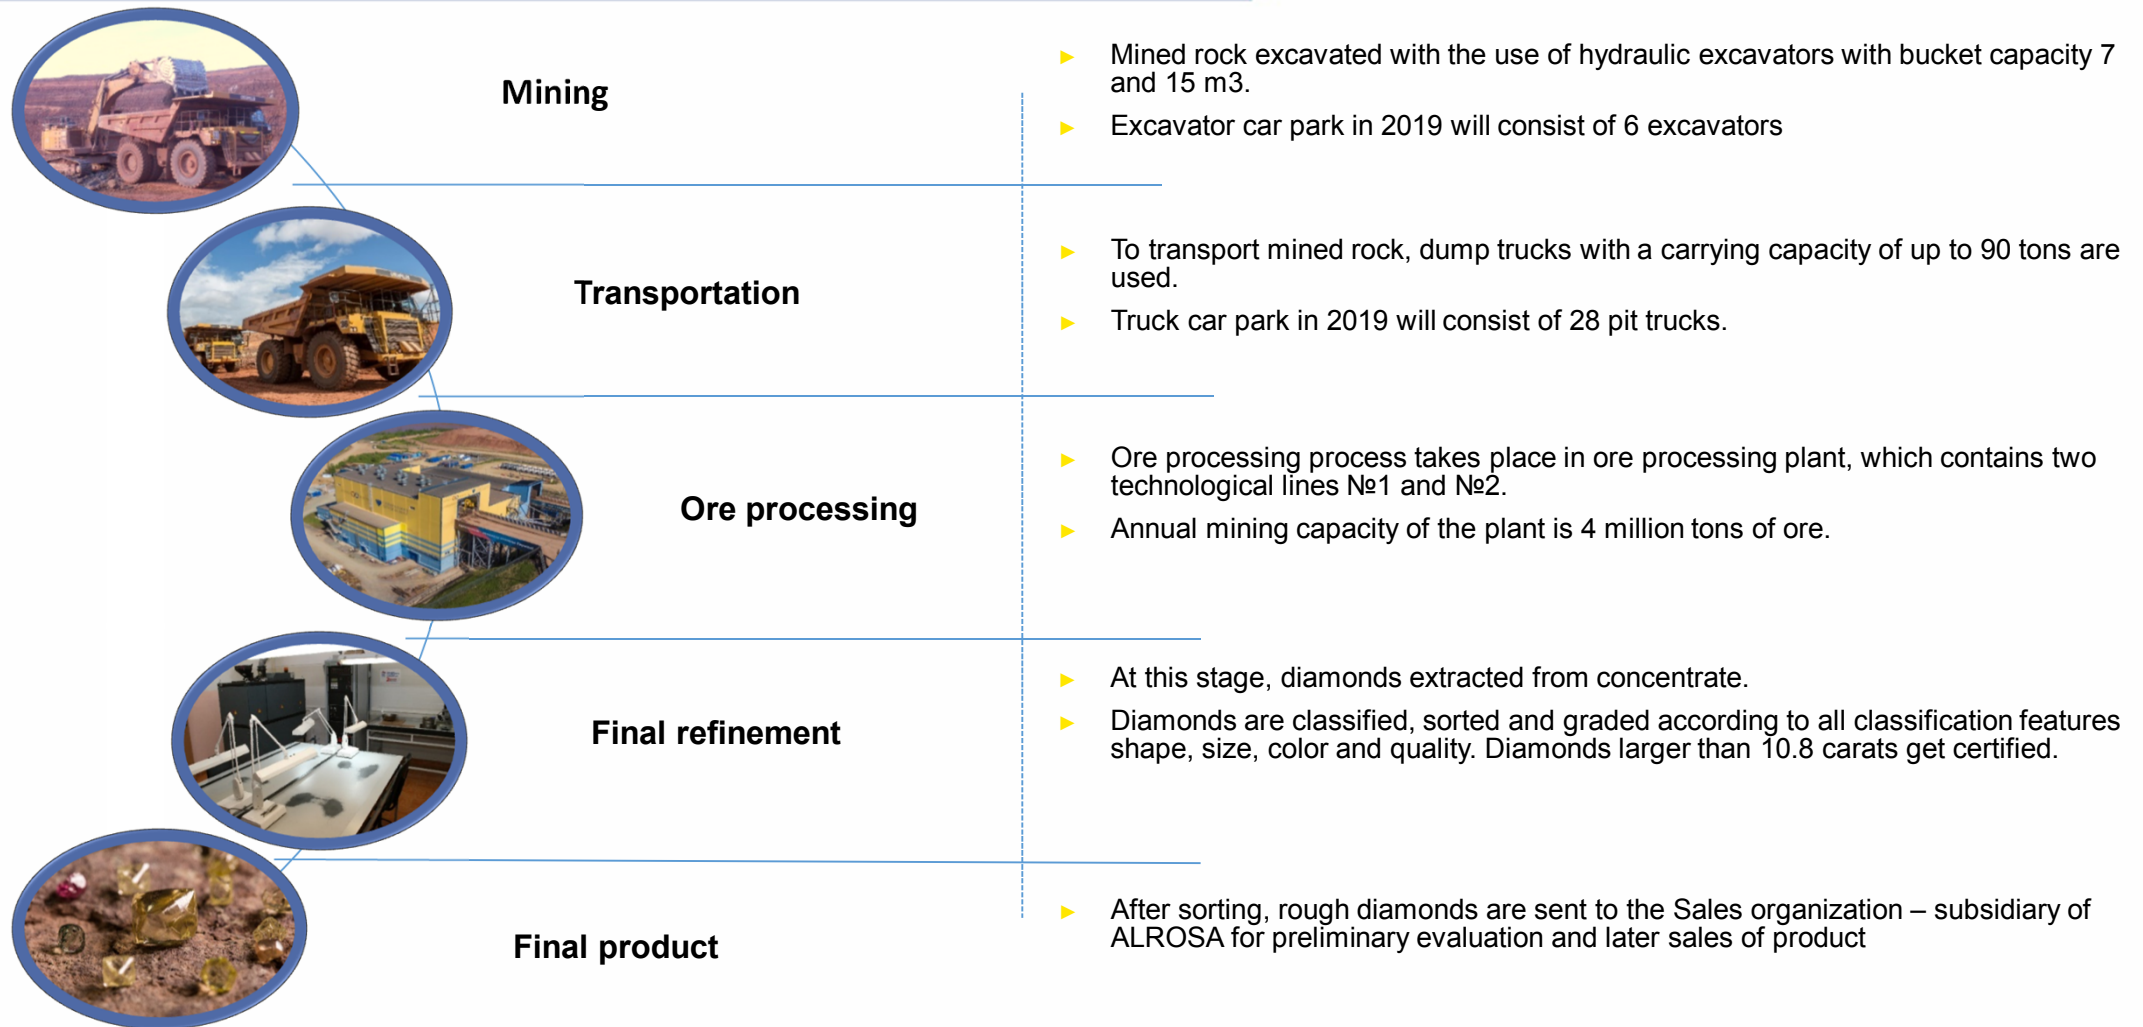 Mining
Mined rock excavated with the use of hydraulic excavators with bucket capacity 7
and 15 m3.
Excavator car park in 2019 will consist of 6 excavators
Transportation
To transport mined rock, dump trucks with a carrying capacity of up to 90 tons are
used.
Truck car park in 2019 will consist of 28 pit trucks.
Ore processing
Ore processing process takes place in ore processing plant, which contains two
technological lines №1 and №2.
Annual mining capacity of the plant is 4 million tons of ore.
Final refinement
At this stage, diamonds extracted from concentrate.
Diamonds are classified, sorted and graded according to all classification features
shape, size, color and quality. Diamonds larger than 10.8 carats get certified.
Final product
After sorting, rough diamonds are sent to the Sales organization – subsidiary of
ALROSA for preliminary evaluation and later sales of product